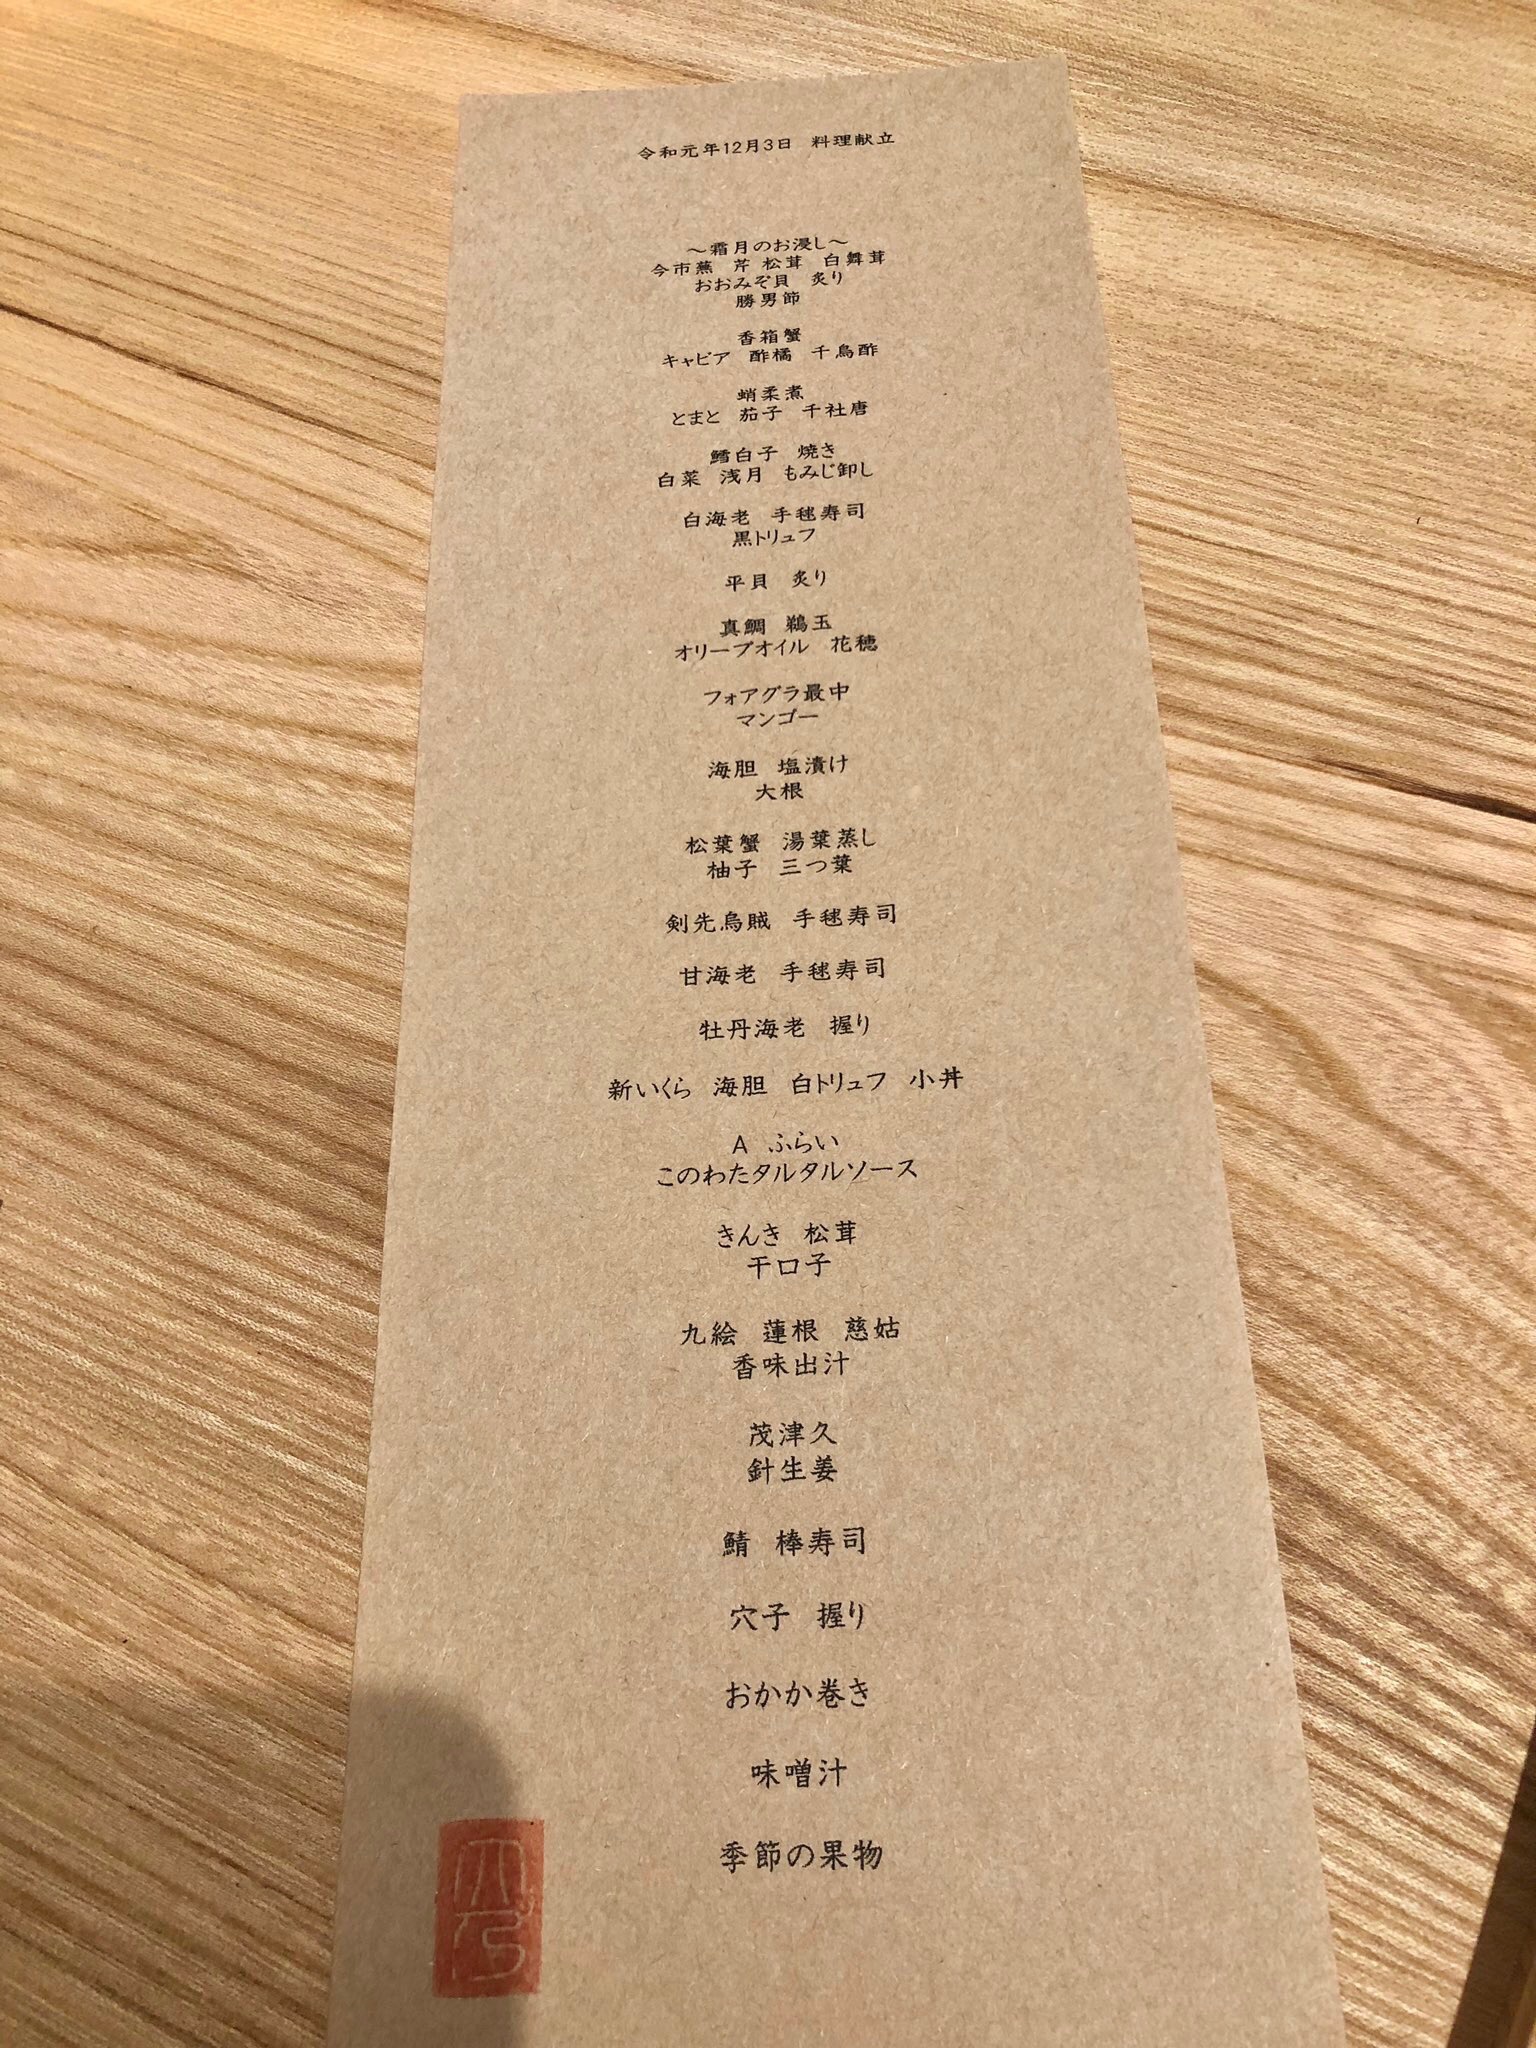 令和元年12月3日　料理献立
～霜月のお浸し～
今市蕪　芹 松茸　白舞茸
おおみぞ貝　炙り
勝男節
香箱蟹
キャビア　酢橘　千鳥酢
蛸柔煮
とまと　茄子　千社唐
鱈白子　焼き
白菜　浅月　もみじ卸し
白海老　手毬寿司
黒トリュフ
平貝　炙り
真鯛　鶏玉
オリーブオイル　花穂
フォアグラ最中
マンゴー
海胆　塩漬け
大根
松葉蟹　湯葉蒸し
柚子　三つ葉
剣先烏賊　手毬寿司
甘海老　手毬寿司
牡丹海老　握り
新いくら　海胆　白トリュフ　小丼
A　ふらい
このわたタルタルソース
きんき　松茸
干口子
九絵　蓮根　慈姑
香味出汁
茂津久
針生姜
鯖　棒寿司
穴子　握り
おかか巻き
味噌汁
季節の果物